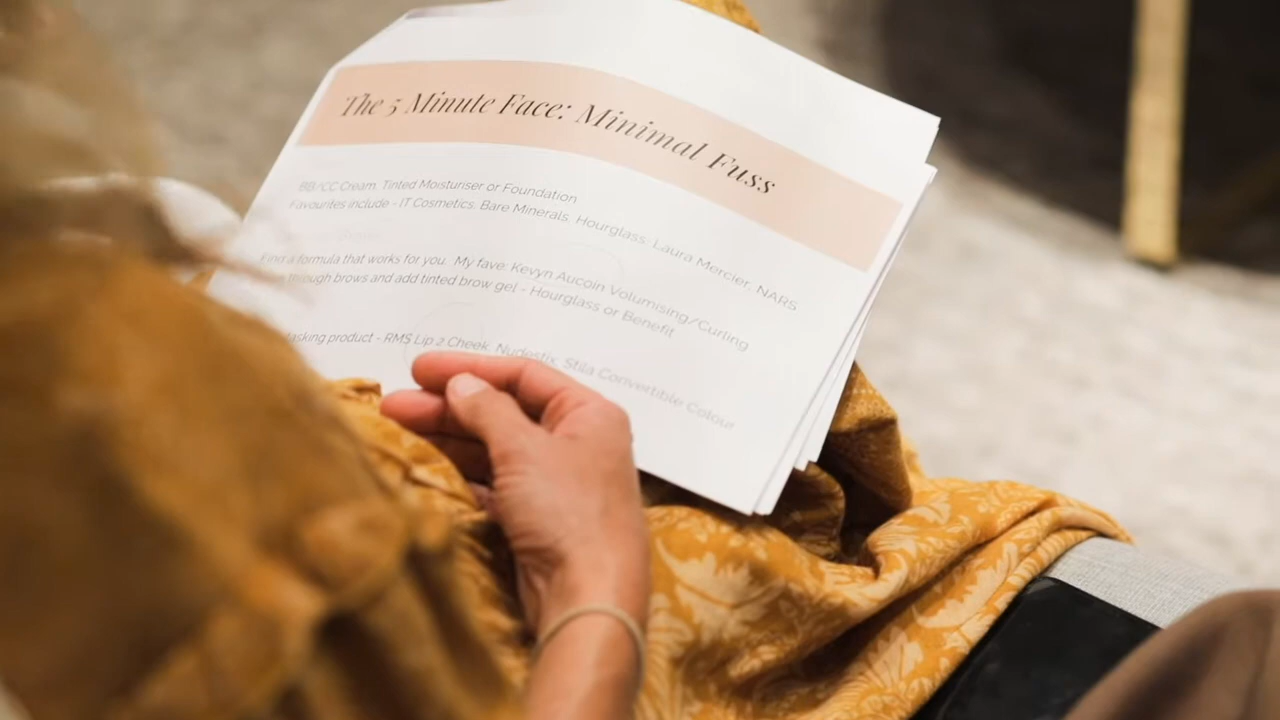 The 5 Minute Face: Minimal Fuss
BB/CC Cream, Tinted Moisturiser or Foundation
Favourites include - IT Cosmetics, Bare Minerals, Hourglass, Laura Mercier, NARS
Find a formula that works for you. My fave: Kevyn Aucoin Volumising/Curling
through brows and add tinted brow gel - Hourglass or Benefit
tasking product - RMS Lip 2 Cheek, Nudestix, Stila Convertible Colour